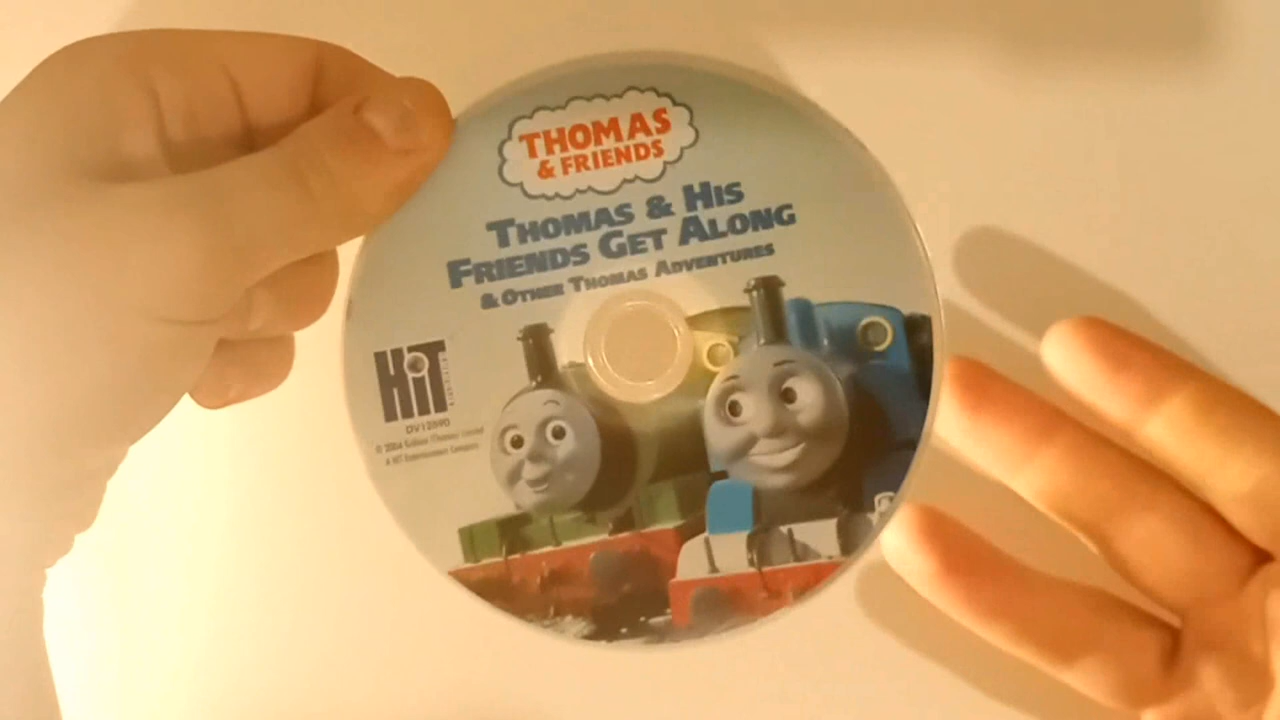 THOMAS
& FRIENDS
THOMAS & HIS
FRIENDS GET ALONG
& OTHER THOMAS ADVENTURES
HiT
DV12890
© 2004 Gullane (Thomas) Limited
A HIT Entertainment Company